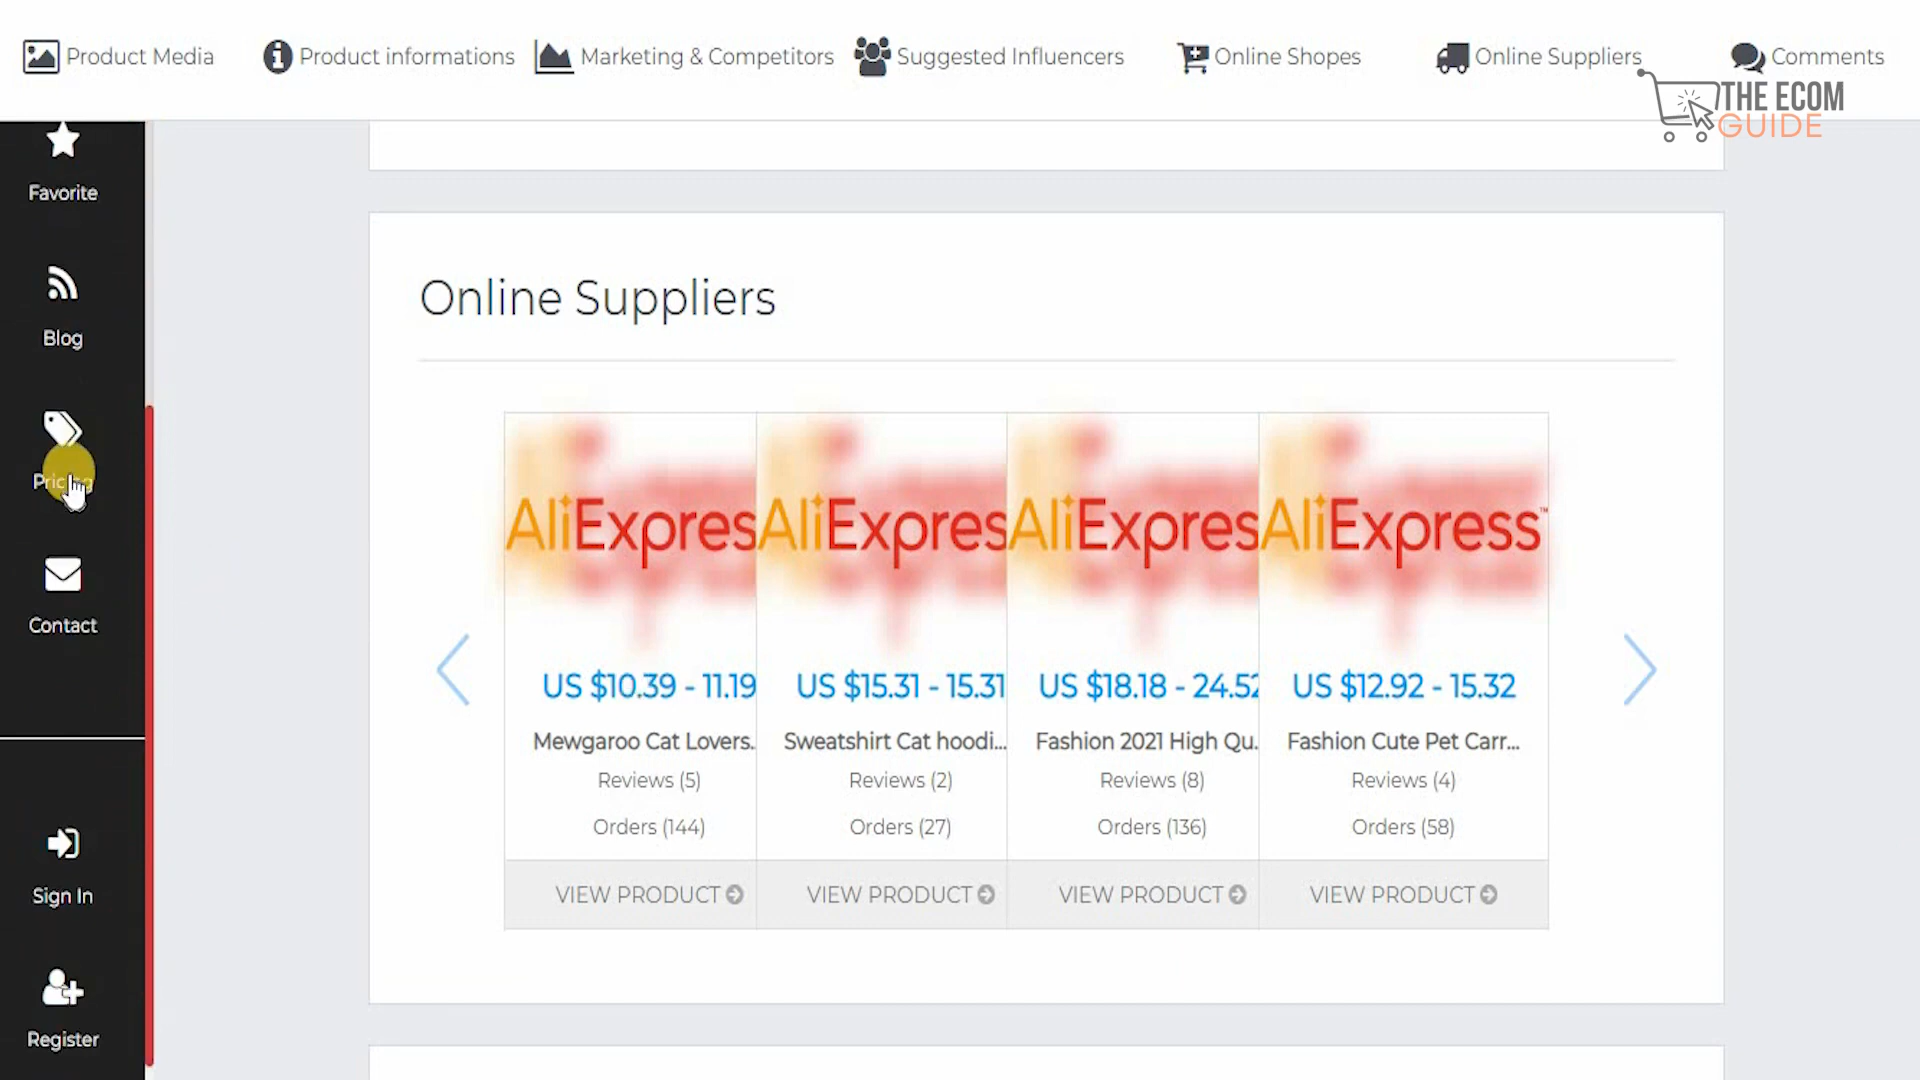 Product Media
Product informations
Marketing & Competitors
Suggested Influencers
Online Shopes
Online Suppliers
Comments
THE ECOM
GUIDE
Favorite
Blog
Pricing
Contact
Sign In
Register
Online Suppliers
AliExpres
AliExpres
AliExpres
AliExpress™
US $10.39 - 11.19
US $15.31 - 15.31
US $18.18 - 24.52
US $12.92 - 15.32
Mewgaroo Cat Lovers..
Sweatshirt Cat hoodi...
Fashion 2021 High Qu.
Fashion Cute Pet Carr...
Reviews (5)
Reviews (2)
Reviews (8)
Reviews (4)
Orders (144)
Orders (27)
Orders (136)
Orders (58)
VIEW PRODUCT
VIEW PRODUCT
VIEW PRODUCT
VIEW PRODUCT